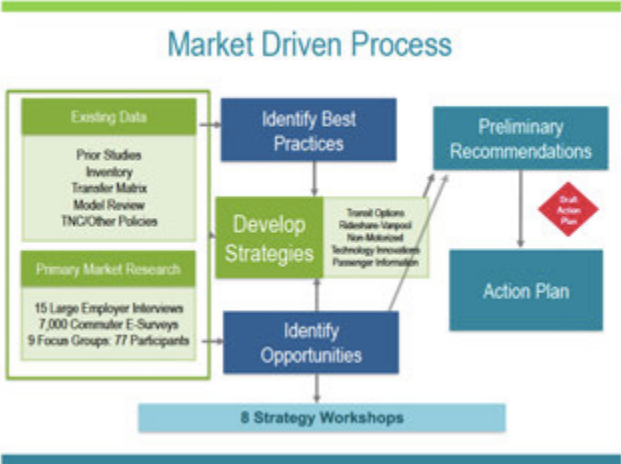 Market Driven Process
Existing Data
Prior Studies
Inventory
Transfer Matrix
Model Review
TNC/Other Policies
Primary Market Research
15 Large Employer Interviews
7,000 Commuter E-Surveys
9 Focus Groups: 77 Participants
Identify Best
Practices
Develop
Strategies
Transit Options
Rideshare-Vanpool
Non-Motorized
Technology Innovations
Passenger Information
Identify
Opportunities
8 Strategy Workshops
Preliminary
Recommendations
Draft
Action
Plan
Action Plan